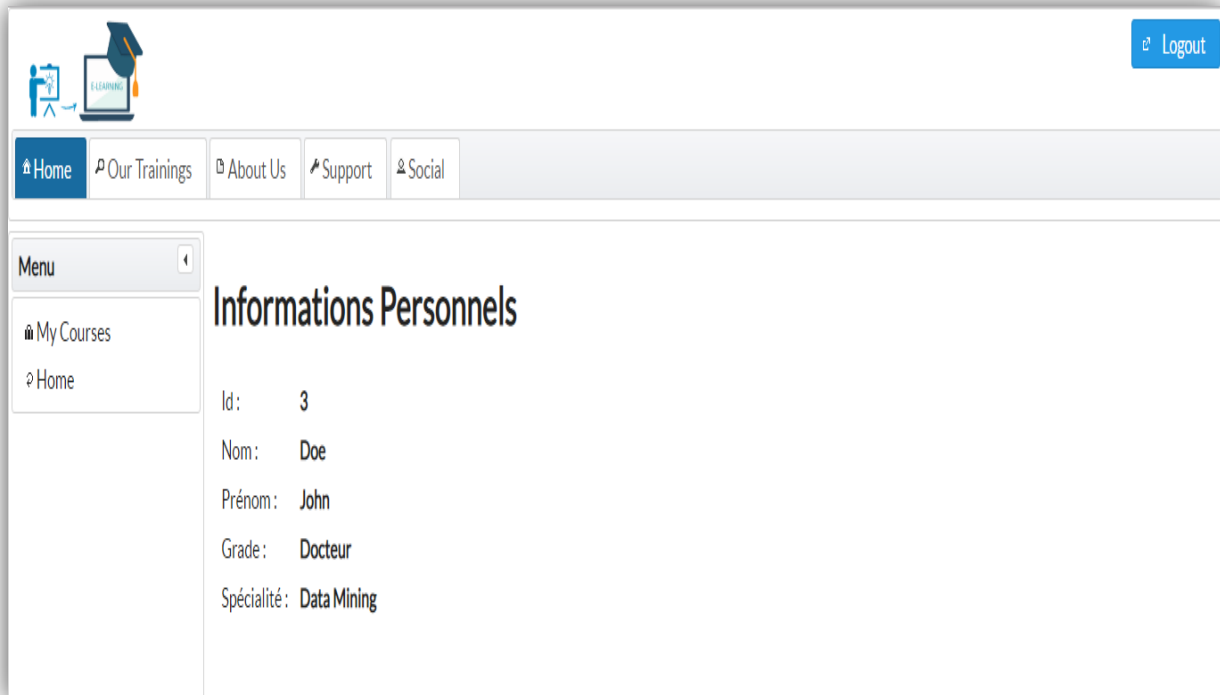 E-LEARNING
Logout
Home Our Trainings About Us Support Social
Menu
My Courses
Home
Informations Personnels
Id : 3
Nom : Doe
Prénom : John
Grade : Docteur
Spécialité : Data Mining